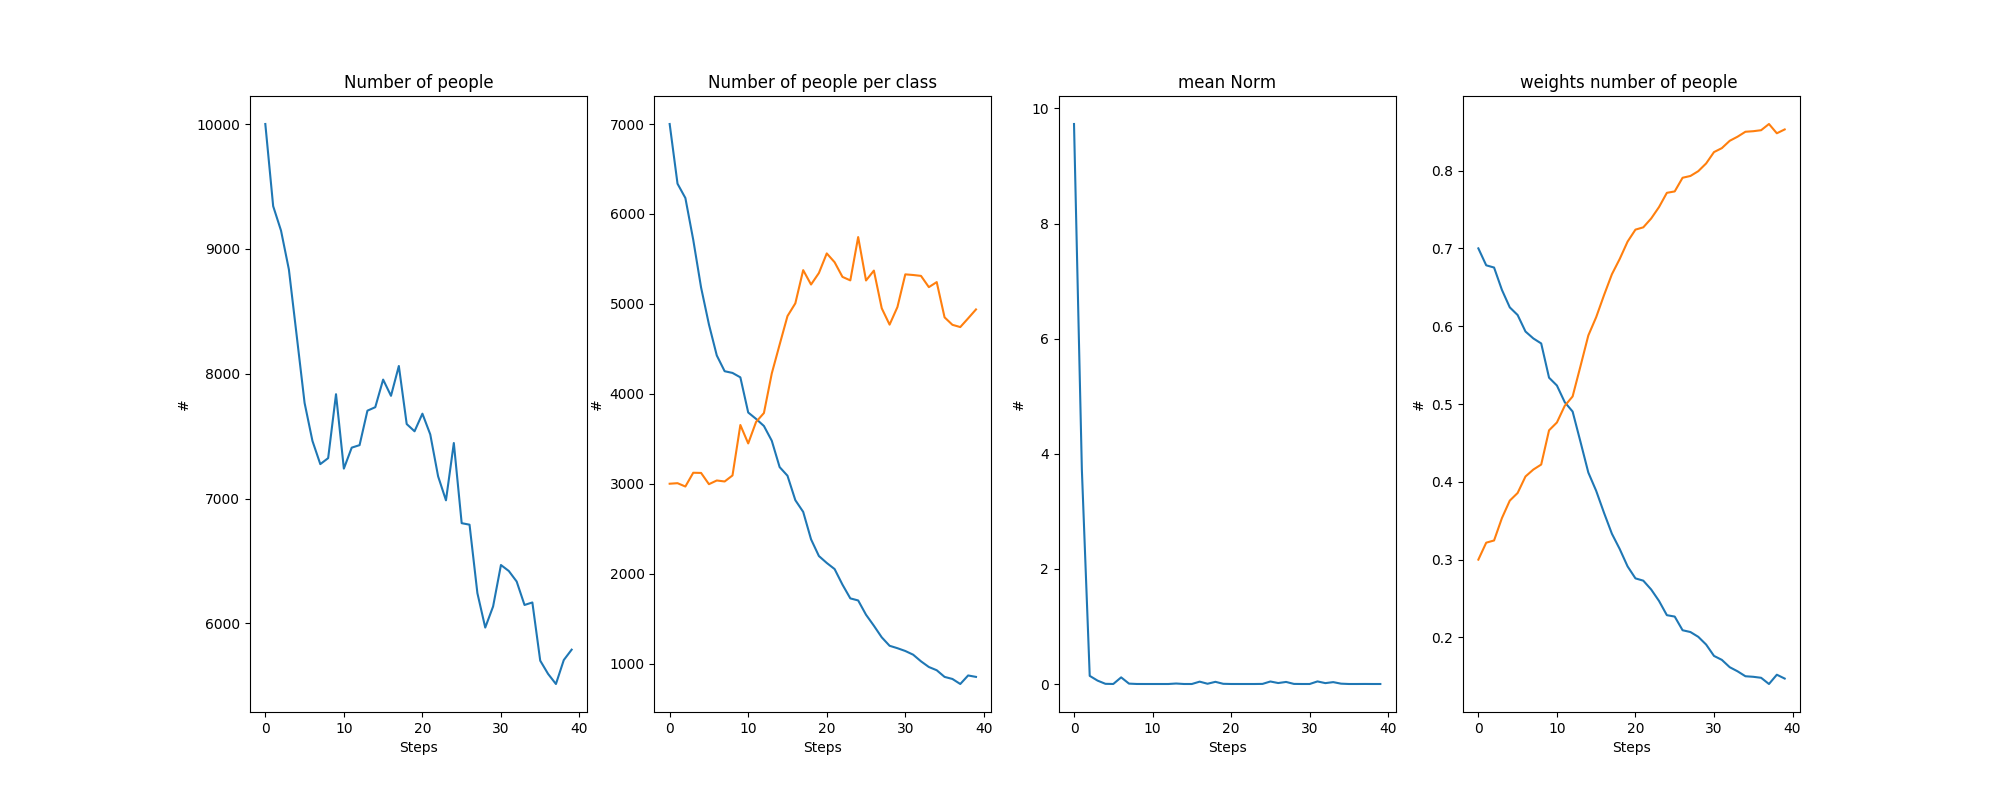 Number of people
10000
9000
8000
7000
6000
#
0 10 20 30 40
Steps
Number of people per class
7000
6000
5000
4000
3000
2000
1000
#
0 10 20 30 40
Steps
mean Norm
10
8
6
4
2
0
#
0 10 20 30 40
Steps
weights number of people
0.8
0.7
0.6
0.5
0.4
0.3
0.2
#
0 10 20 30 40
Steps